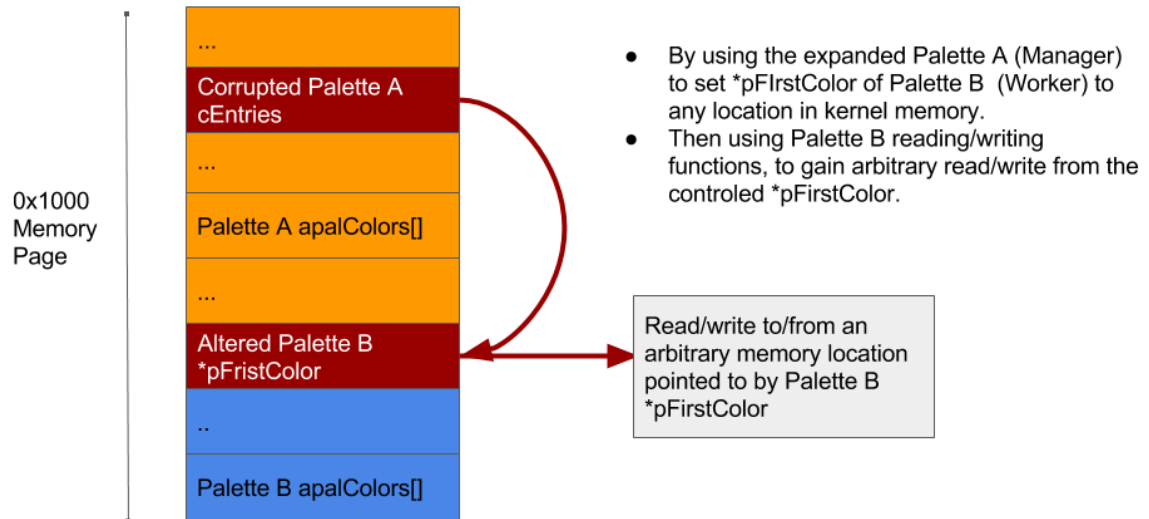 0x1000
Memory
Page
...
Corrupted Palette A
cEntries
...
Palette A apalColors[]
...
Altered Palette B
*pFristColor
..
Palette B apalColors[]
● By using the expanded Palette A (Manager)
to set *pFIrstColor of Palette B (Worker) to
any location in kernel memory.
● Then using Palette B reading/writing
functions, to gain arbitrary read/write from the
controled *pFirstColor.
Read/write to/from an
arbitrary memory location
pointed to by Palette B
*pFirstColor